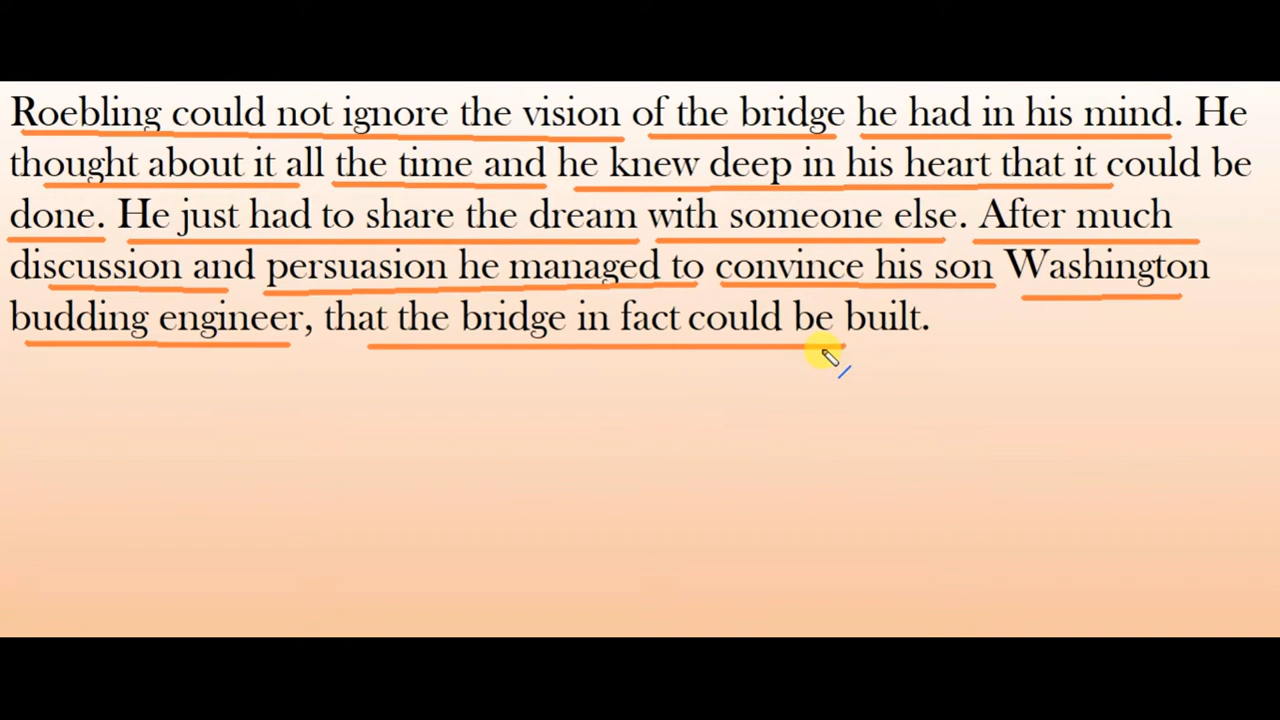 Roebling could not ignore the vision of the bridge he had in his mind. He
thought about it all the time and he knew deep in his heart that it could be
done. He just had to share the dream with someone else. After much
discussion and persuasion he managed to convince his son Washington
budding engineer, that the bridge in fact could be built.